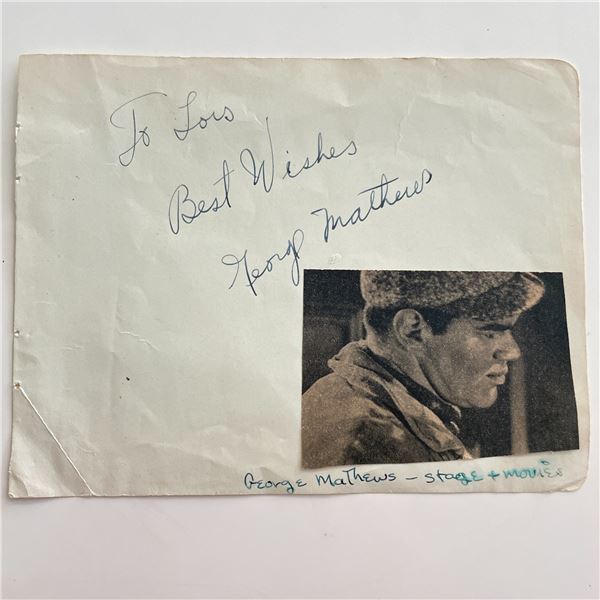 To Lois
Best Wishes
George Mathews
George Mathews - stage + movies